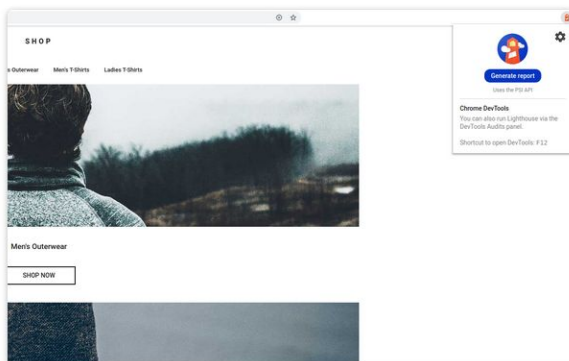 SHOP
s Outerwear Men's T-Shirts Ladies T-Shirts
Generate report
Uses the PSI API
Chrome DevTools
You can also run Lighthouse via the
DevTools Audits panel.
Shortcut to open DevTools: F12
Men's Outerwear
SHOP NOW